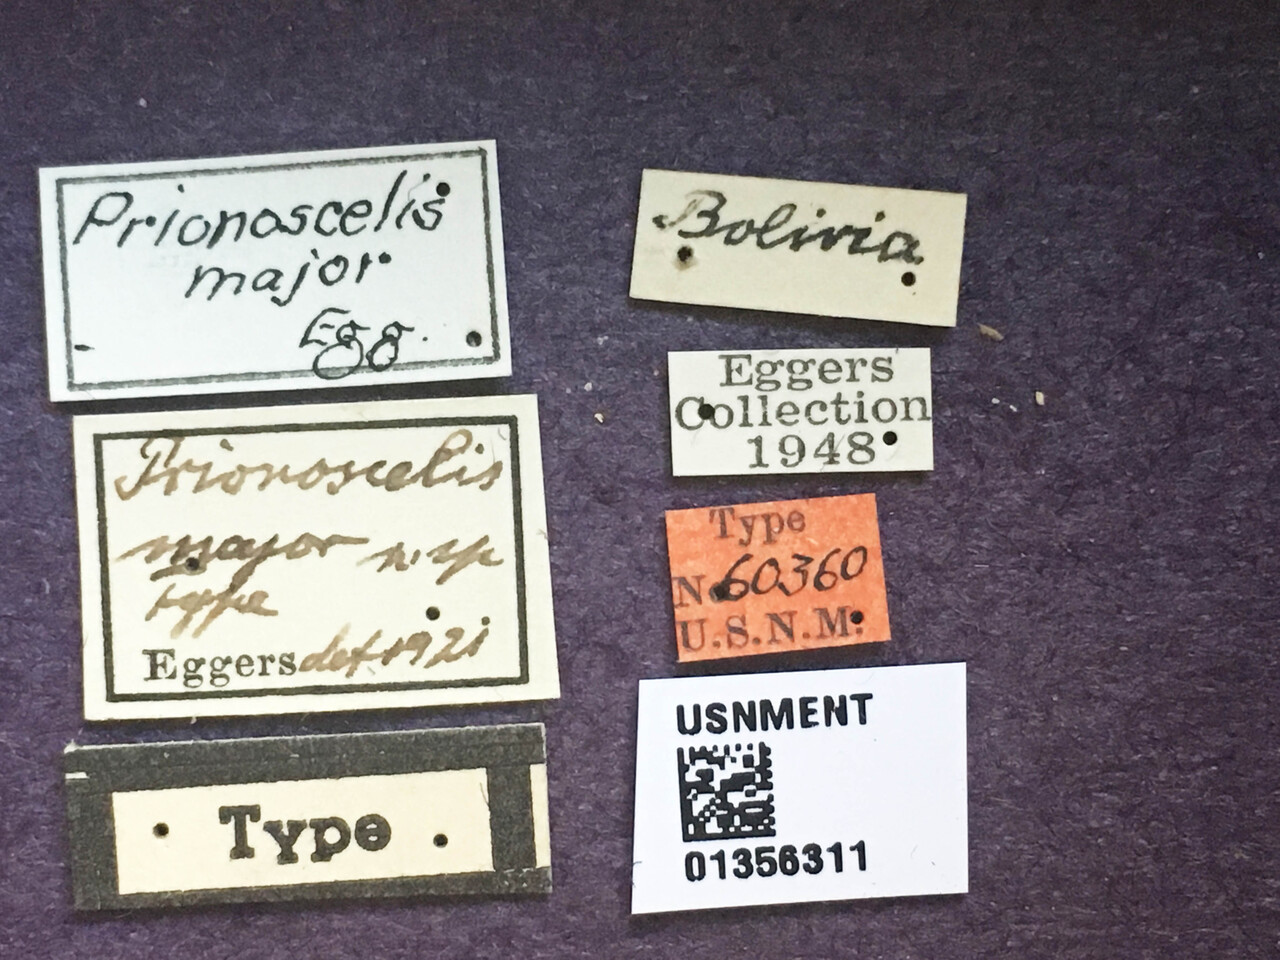 Prionoscelis
major
Egg.
Prionoscelis
major n.sp
type
Eggers det 1921
Type
Bolivia
Eggers
Collection
1948
Type
No 60360
U.S.N.M.
USNMENT
01356311